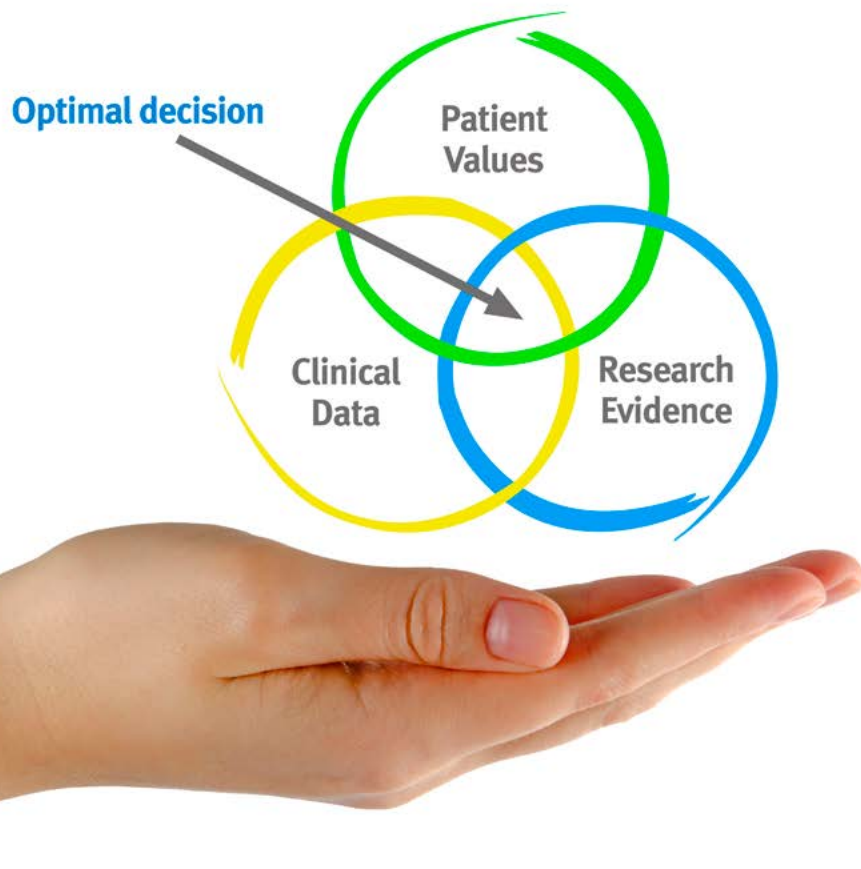 Optimal decision
Patient
Values
Clinical
Data
Research
Evidence